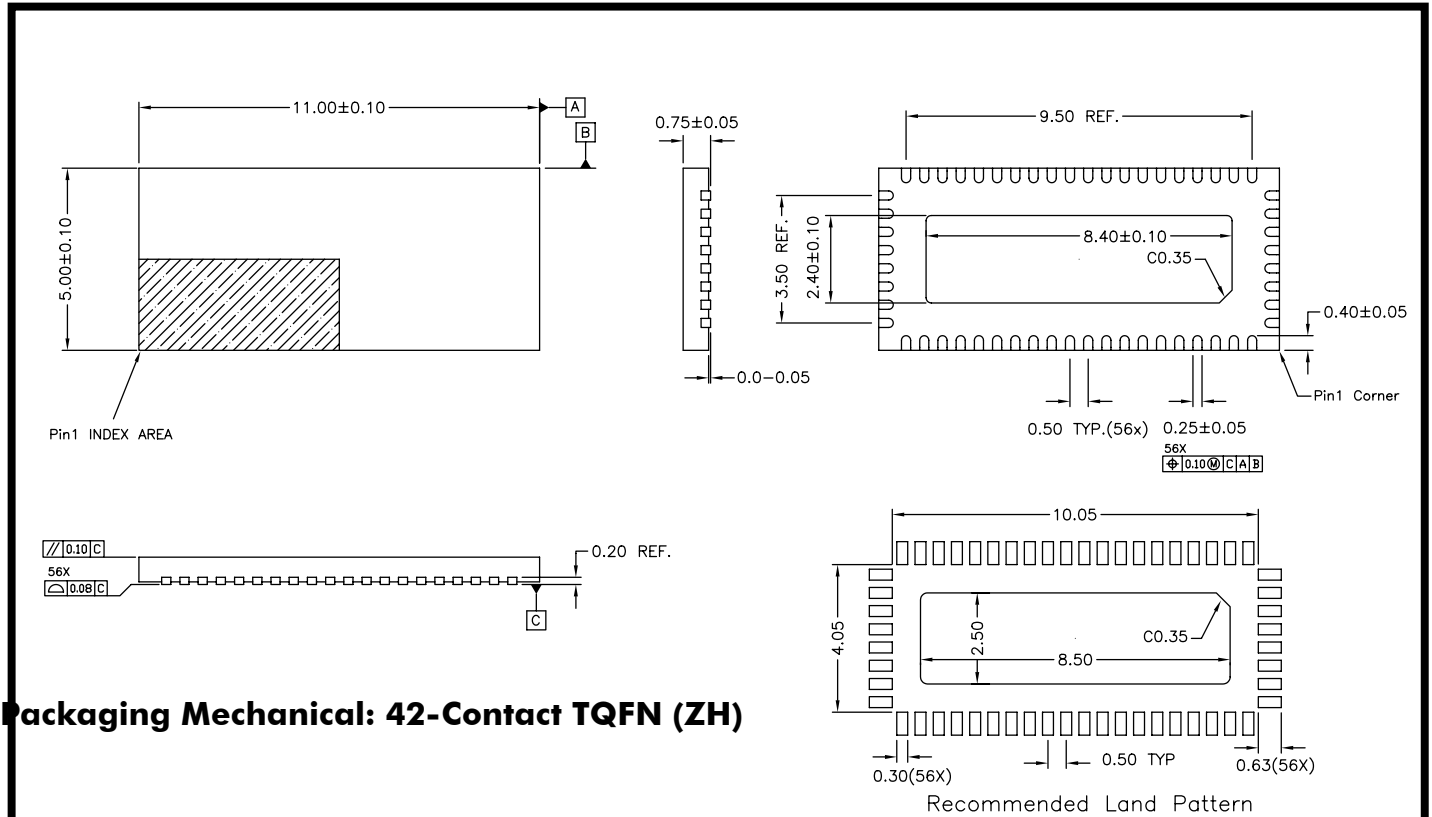 11.00±0.10
A
B
5.00±0.10
Pin1 INDEX AREA
0.75±0.05
0.0-0.05
9.50 REF.
3.50 REF.
2.40±0.10
8.40±0.10
C0.35
0.40±0.05
Pin1 Corner
0.50 TYP.(56x)
0.25±0.05
56X
⌖ 0.10 Ⓜ C A B
// 0.10 C
56X
⌓ 0.08 C
0.20 REF.
C
10.05
4.05
2.50
8.50
C0.35
0.30(56X)
0.50 TYP
0.63(56X)
Recommended Land Pattern
Packaging Mechanical: 42-Contact TQFN (ZH)